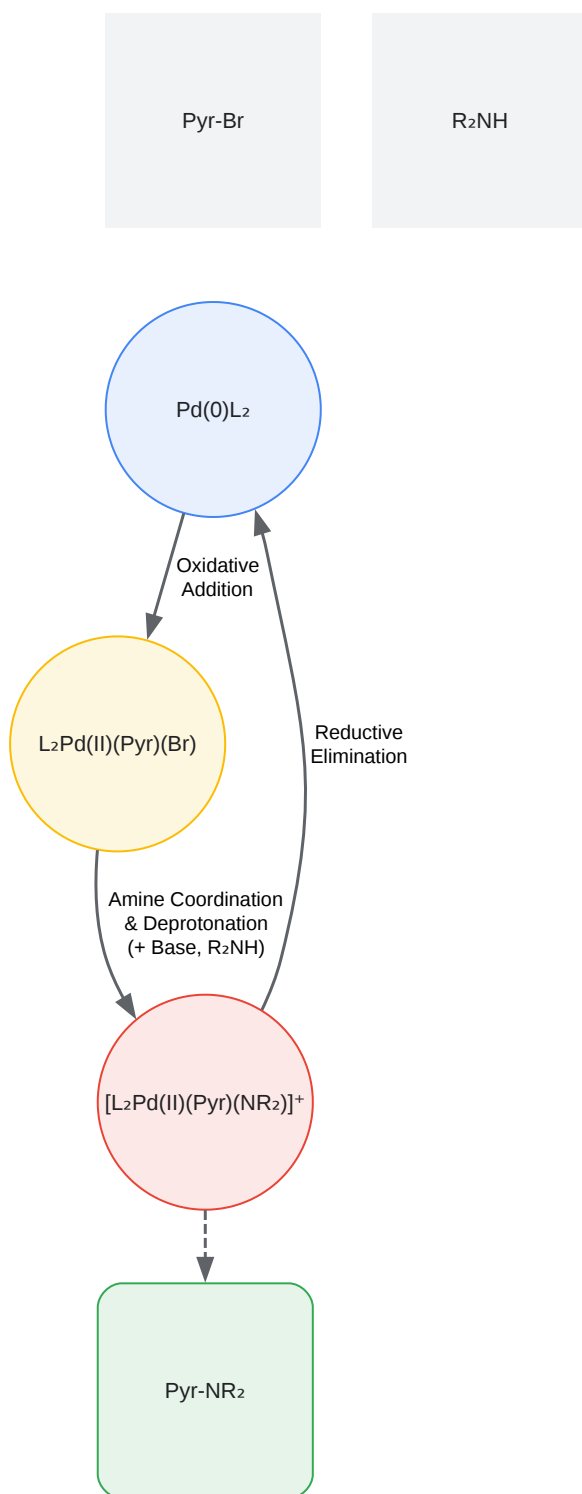 Pyr-Br
R₂NH
Pd(0)L₂
Oxidative
Addition
L₂Pd(II)(Pyr)(Br)
Reductive
Elimination
Amine Coordination
& Deprotonation
(+ Base, R₂NH)
[L₂Pd(II)(Pyr)(NR₂)]⁺
Pyr-NR₂